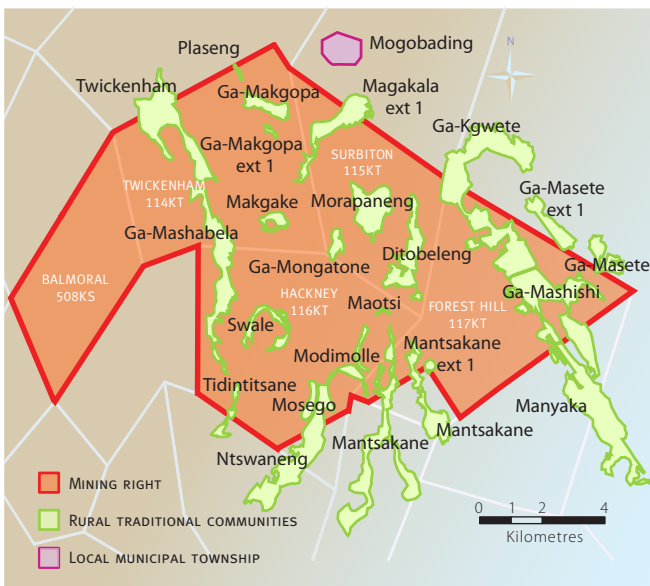 Plaseng
Mogobading
N
Twickenham
Ga-Makgopa
Magakala
ext 1
Ga-Kgwete
Ga-Makgopa
ext 1
SURBITON
115KT
TWICKENHAM
114KT
Makgake
Morapaneng
Ga-Masete
ext 1
Ga-Mashabela
Ga-Mongatone
Ditobeleng
Ga-Masete
BALMORAL
508KS
HACKNEY
116KT
Maotsi
FOREST HILL
117KT
Ga-Mashishi
Swale
Modimolle
Mantsakane
ext 1
Tidintitsane
Mosego
Manyaka
Ntswaneng
Mantsakane
Mantsakane
MINING RIGHT
RURAL TRADITIONAL COMMUNITIES
LOCAL MUNICIPAL TOWNSHIP
0 1 2 4
Kilometres